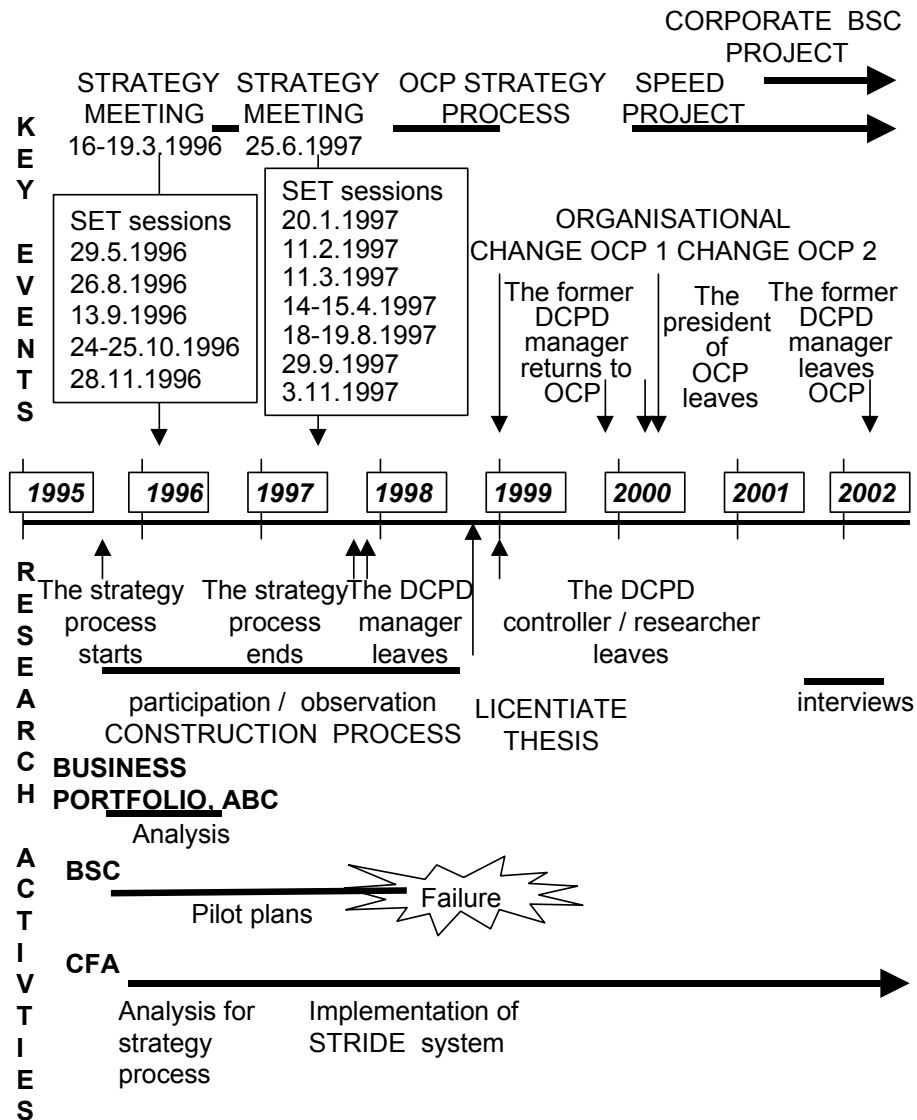 CORPORATE BSC
PROJECT
STRATEGY
MEETING
16-19.3.1996
STRATEGY
MEETING
25.6.1997
OCP STRATEGY
PROCESS
SPEED
PROJECT
KEY EVENTS
SET sessions
29.5.1996
26.8.1996
13.9.1996
24-25.10.1996
28.11.1996
SET sessions
20.1.1997
11.2.1997
11.3.1997
14-15.4.1997
18-19.8.1997
29.9.1997
3.11.1997
ORGANISATIONAL
CHANGE OCP 1 CHANGE OCP 2
The former
DCPD
manager
returns to
OCP
The
president
of
OCP
leaves
The former
DCPD
manager
leaves
OCP
1995 1996 1997 1998 1999 2000 2001 2002
RESEARCH ACTIVTIES
The strategy
process
starts
The strategy
process
ends
The DCPD
manager
leaves
The DCPD
controller / researcher
leaves
participation / observation
CONSTRUCTION PROCESS
LICENTIATE
THESIS
interviews
BUSINESS
PORTFOLIO, ABC
Analysis
BSC
Pilot plans
Failure
CFA
Analysis for
strategy
process
Implementation of
STRIDE system